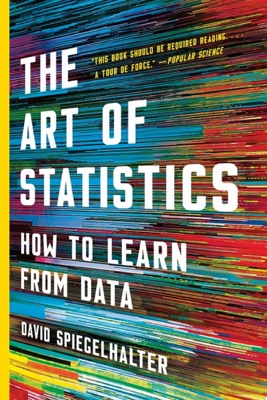 THE
ART OF
STATISTICS
"THIS BOOK SHOULD BE REQUIRED READING. . . .
A TOUR DE FORCE." —POPULAR SCIENCE
HOW TO LEARN
FROM DATA
DAVID SPIEGELHALTER